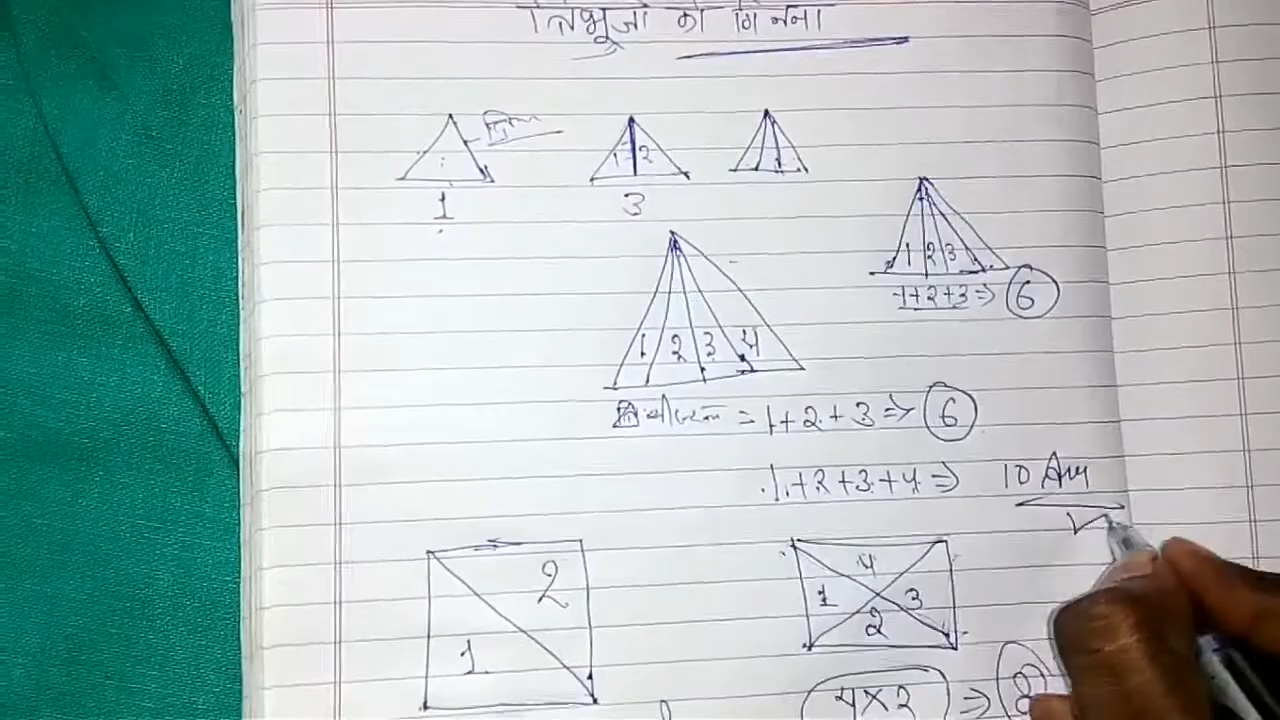 त्रिभुजों की गिनना
1 2
1
3
1 2 3
1+2+3 ⇒ 6
1 2 3 4
= 1+2+3 ⇒ 6
1+2+3+4 ⇒ 10 Ans
2
4
1 3
2
1
4×2 ⇒